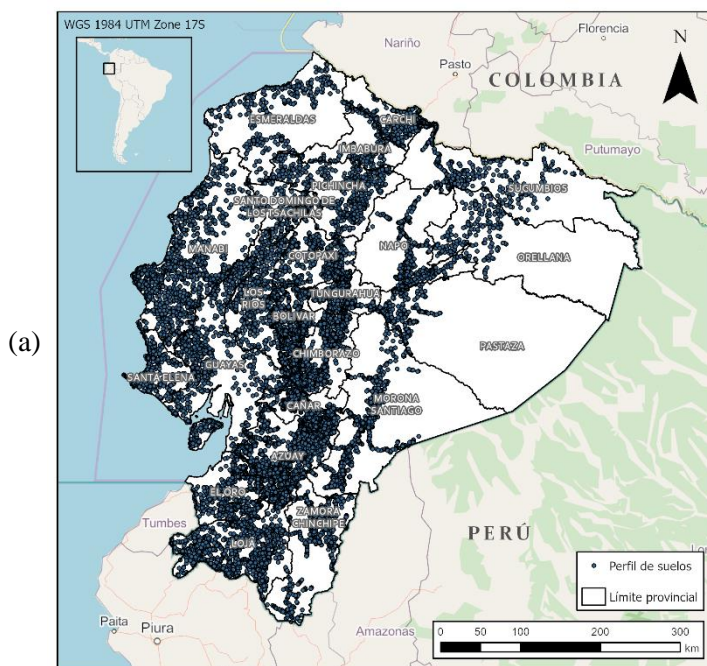 WGS 1984 UTM Zone 17S
Nariño
Florencia
Pasto
COLOMBIA
N
ESMERALDAS
CARCHI
IMBABURA
Putumayo
SUCUMBIOS
PICHINCHA
SANTO DOMINGO DE
LOS TSACHILAS
MANABI
NAPO
COTOPAXI
ORELLANA
LOS
RIOS
TUNGURAHUA
BOLIVAR
(a)
PASTAZA
CHIMBORAZO
GUAYAS
SANTA ELENA
MORONA
SANTIAGO
CAÑAR
AZUAY
EL ORO
ZAMORA
CHINCHIPE
Tumbes
LOJA
PERÚ
Perfil de suelos
Límite provincial
Paita
Piura
Amazonas
0 50 100 200 300
km